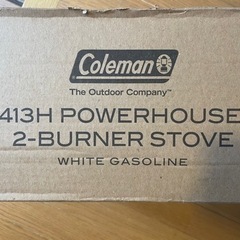 Coleman
The Outdoor Company™
413H POWERHOUSE
2-BURNER STOVE
WHITE GASOLINE